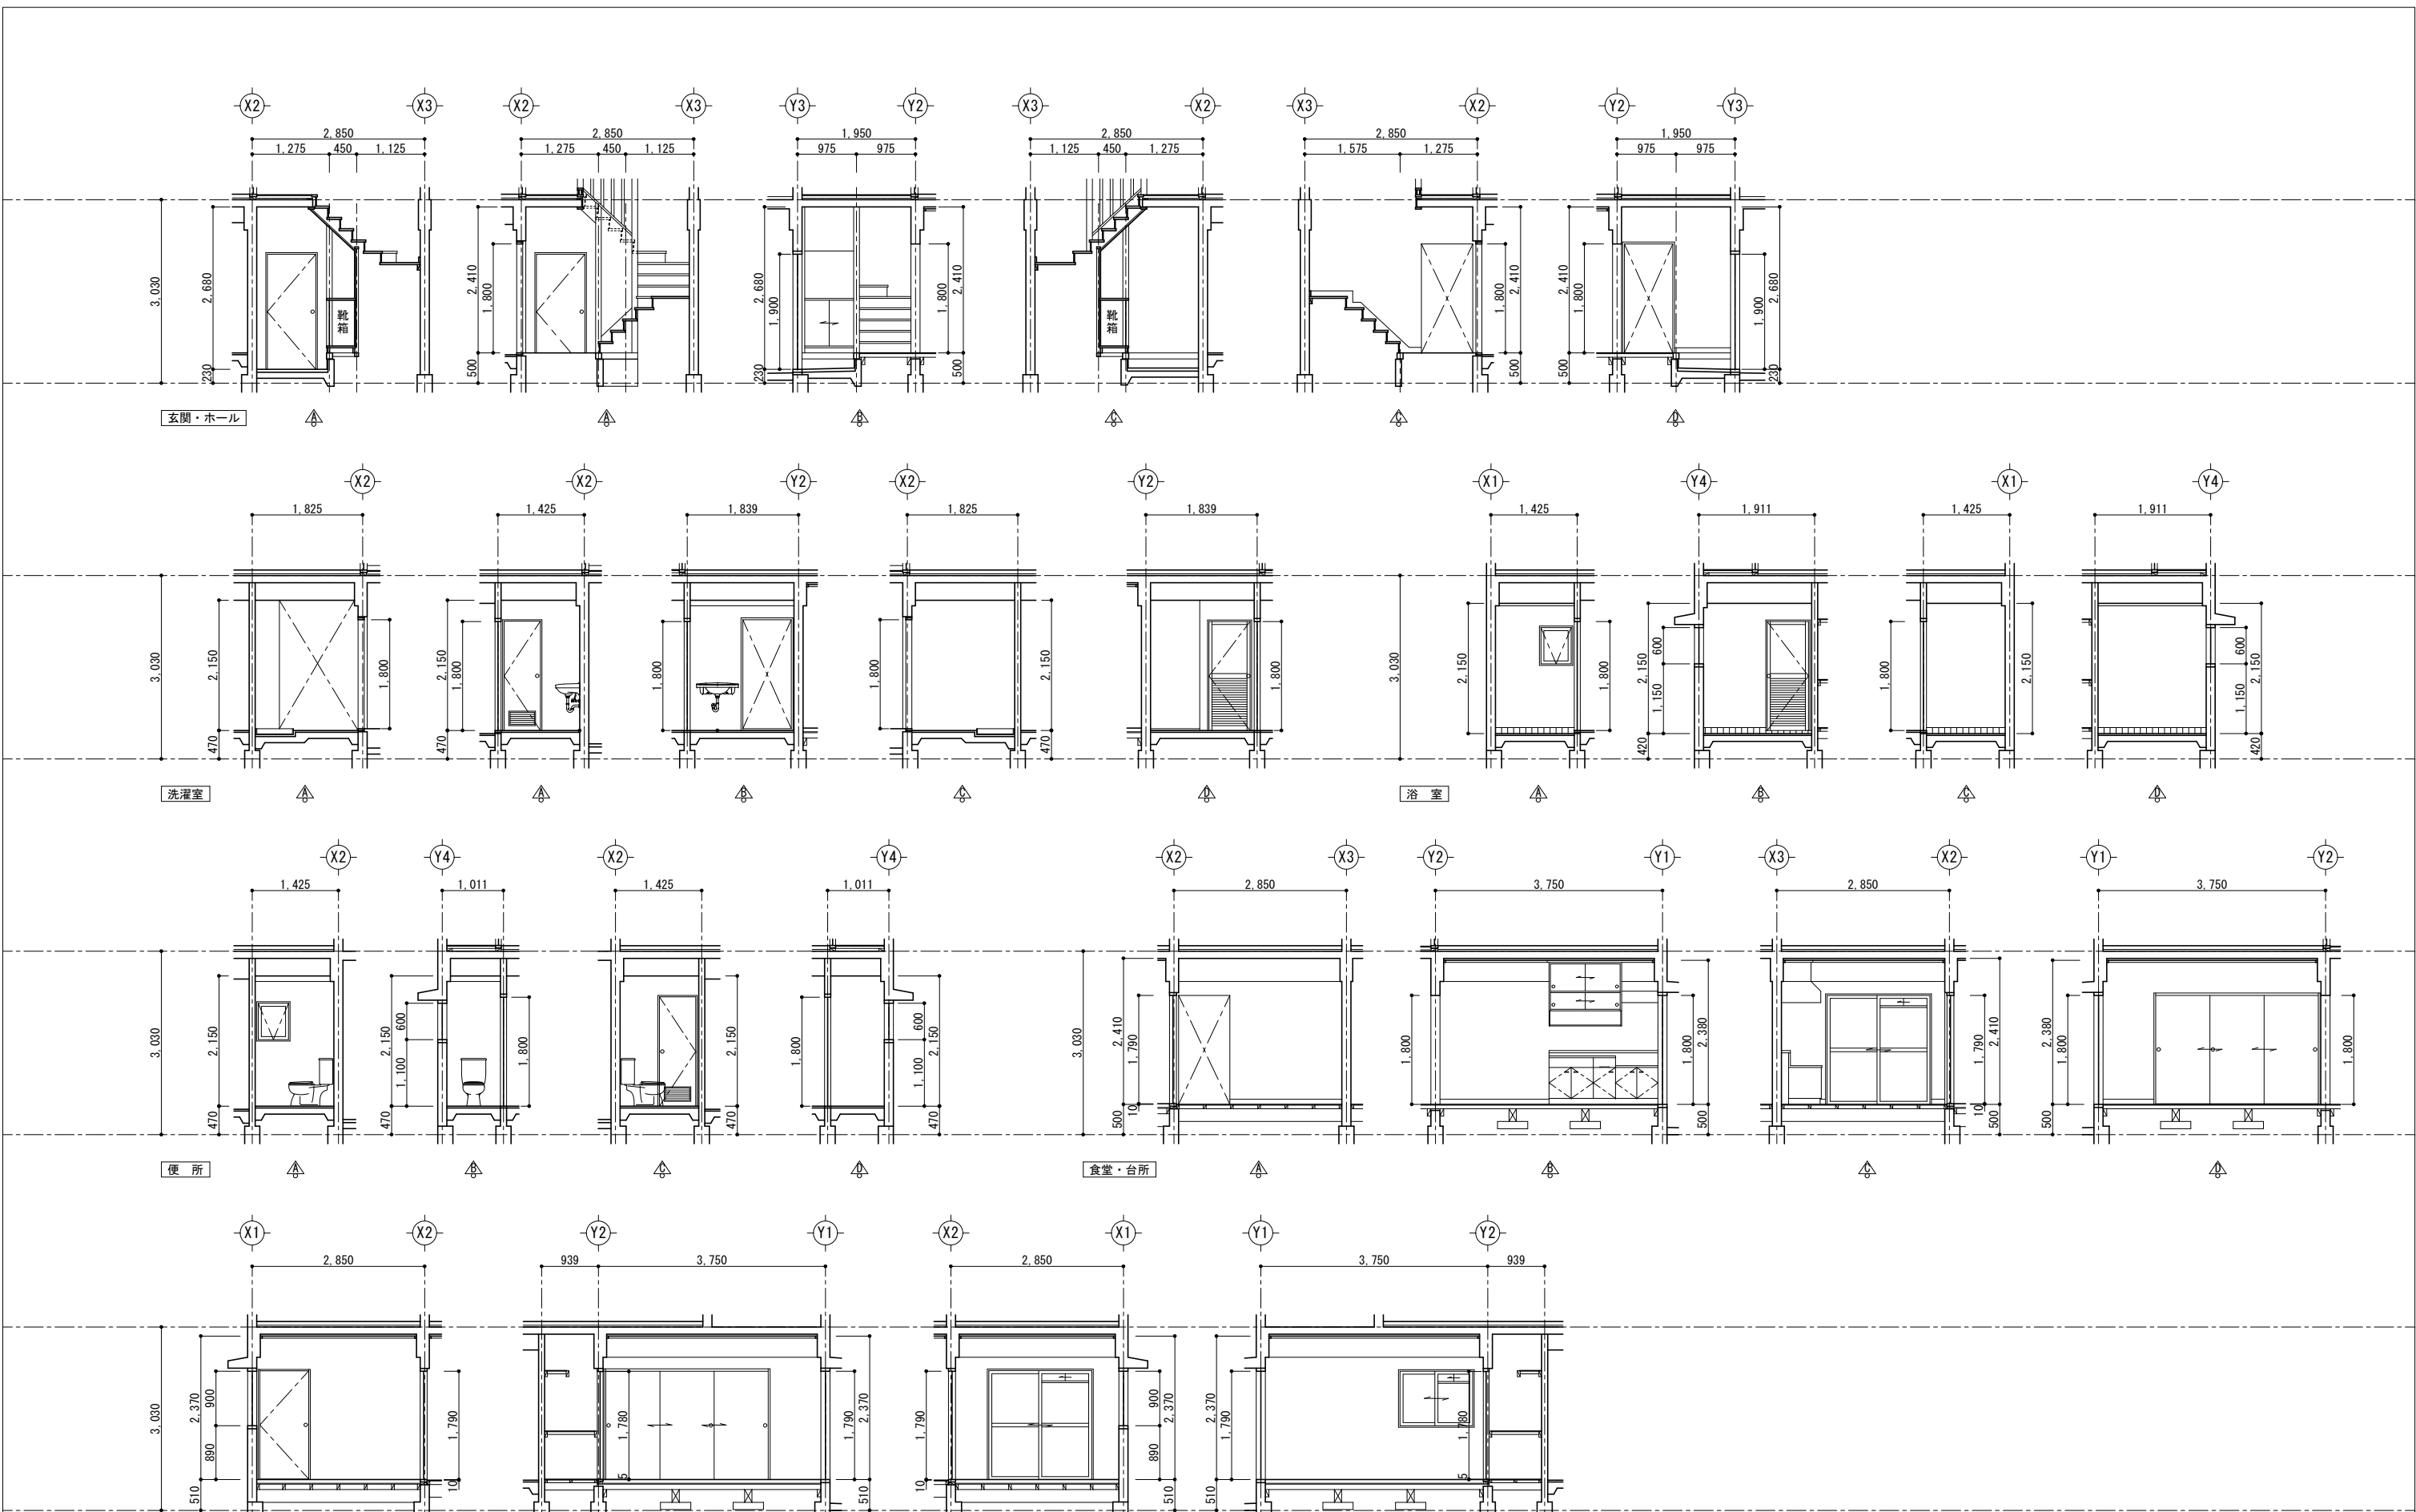 X2 X3 X2 X3 Y3 Y2 X3 X2 X3 X2 Y2 Y3
2,850 2,850 1,950 2,850 2,850 1,950
1,275 450 1,125 1,275 450 1,125 975 975 1,125 450 1,275 1,575 1,275 975 975
3,030 2,680 230 2,410 1,800 500 2,680 1,900 230 1,800 2,410 500 1,800 2,410 500 2,410 1,800 500 1,900 2,680 230
靴箱 靴箱
玄関・ホール A A B C C D
X2 X2 Y2 X2 Y2 X1 Y4 X1 Y4
1,825 1,425 1,839 1,825 1,839 1,425 1,911 1,425 1,911
3,030 2,150 470 1,800 2,150 1,800 470 1,800 1,800 2,150 470 1,800 3,030 2,150 1,800 2,150 600 1,150 420 1,800 2,150 600 1,150 2,150 420
洗濯室 A A B C D 浴 室 A B C D
X2 Y4 X2 Y4 X2 X3 Y2 Y1 X3 X2 Y1 Y2
1,425 1,011 1,425 1,011 2,850 3,750 2,850 3,750
3,030 2,150 470 2,150 600 1,100 470 1,800 2,150 470 1,800 600 1,100 2,150 470 3,030 2,410 1,790 10 500 1,800 1,800 2,380 500 1,790 10 2,410 500 2,380 1,800 500 1,800
便 所 A B C D 食堂・台所 A B C D
X1 X2 Y2 Y1 X2 X1 Y1 Y2
2,850 939 3,750 2,850 3,750 939
3,030 2,370 900 890 510 1,790 10 1,780 5 1,790 2,370 510 1,790 10 900 890 2,370 510 2,370 1,790 510 1,780 5